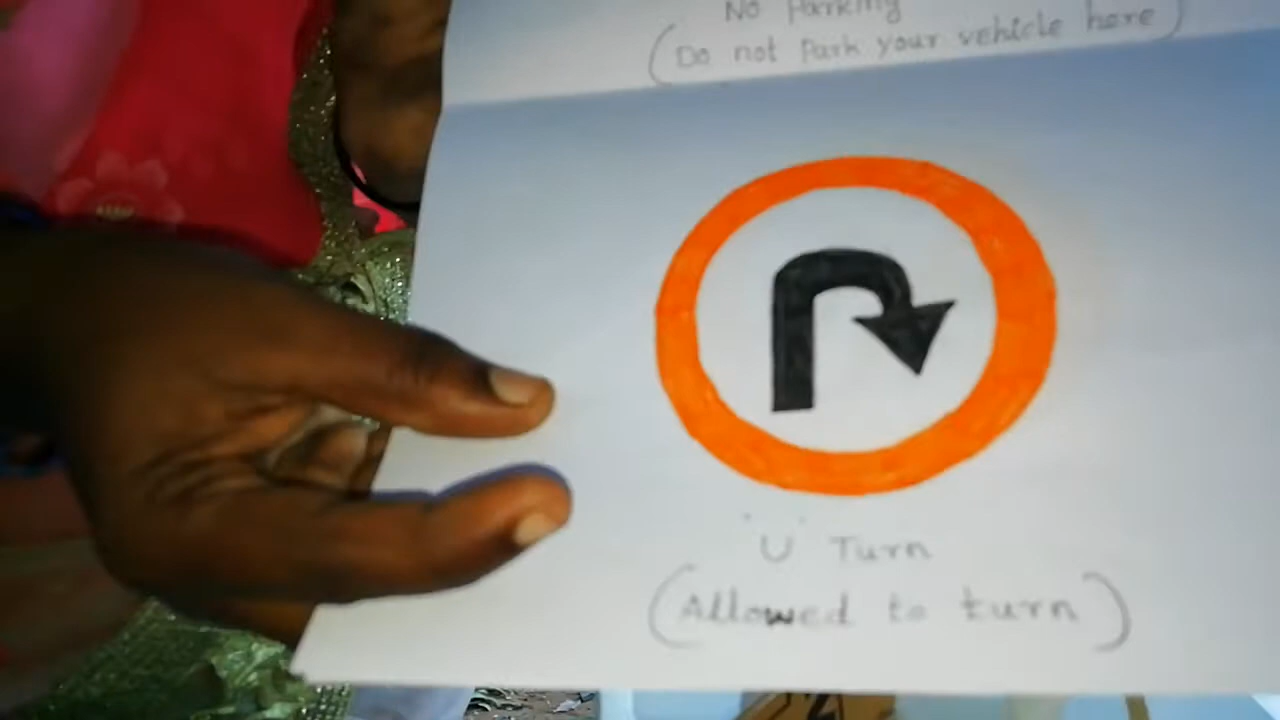 No Parking
(Do not Park your vehicle here)
'U' Turn
(Allowed to turn)